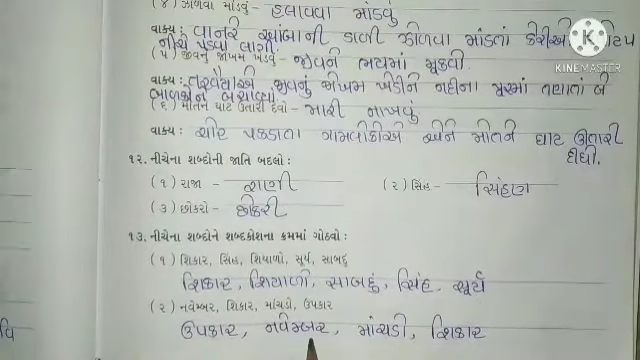 (૪) ઝોળવા માંડવું - હલાવવા માંડવું
વાક્ય: વાનરે આંબાની ડાળી ઝોળવા માંડતાં કેરીઓ ટપોટપ
નીચે પડવા લાગી.
(૫) જીવનું જોખમ ખેડવું - જીવને ભયમાં મૂકવો
વાક્ય: તરવૈયાએ જીવનું જોખમ ખેડીને નદીના પૂરમાં તણાતા બે
બાળકોને બચાવ્યા
(૬) મોતને ઘાટ ઉતારી દેવો - મારી નાખવું
વાક્ય: ચોર પકડાતા ગામલોકોએ એને મોતને ઘાટ ઉતારી
દીધો.
૧૨. નીચેના શબ્દોની જાતિ બદલો:
(૧) રાજા - રાણી (૨) સિંહ - સિંહણ
(૩) છોકરો - છોકરી
૧૩. નીચેના શબ્દોને શબ્દકોશના ક્રમમાં ગોઠવો:
(૧) શિકાર, સિંહ, શિયાળો, સૂર્ય, સાબદું
શિકાર, શિયાળો, સાબદું, સિંહ, સૂર્ય
(૨) નવેમ્બર, શિકાર, માંચડો, ઉપકાર
ઉપકાર, નવેમ્બર, માંચડો, શિકાર
KINEMASTER